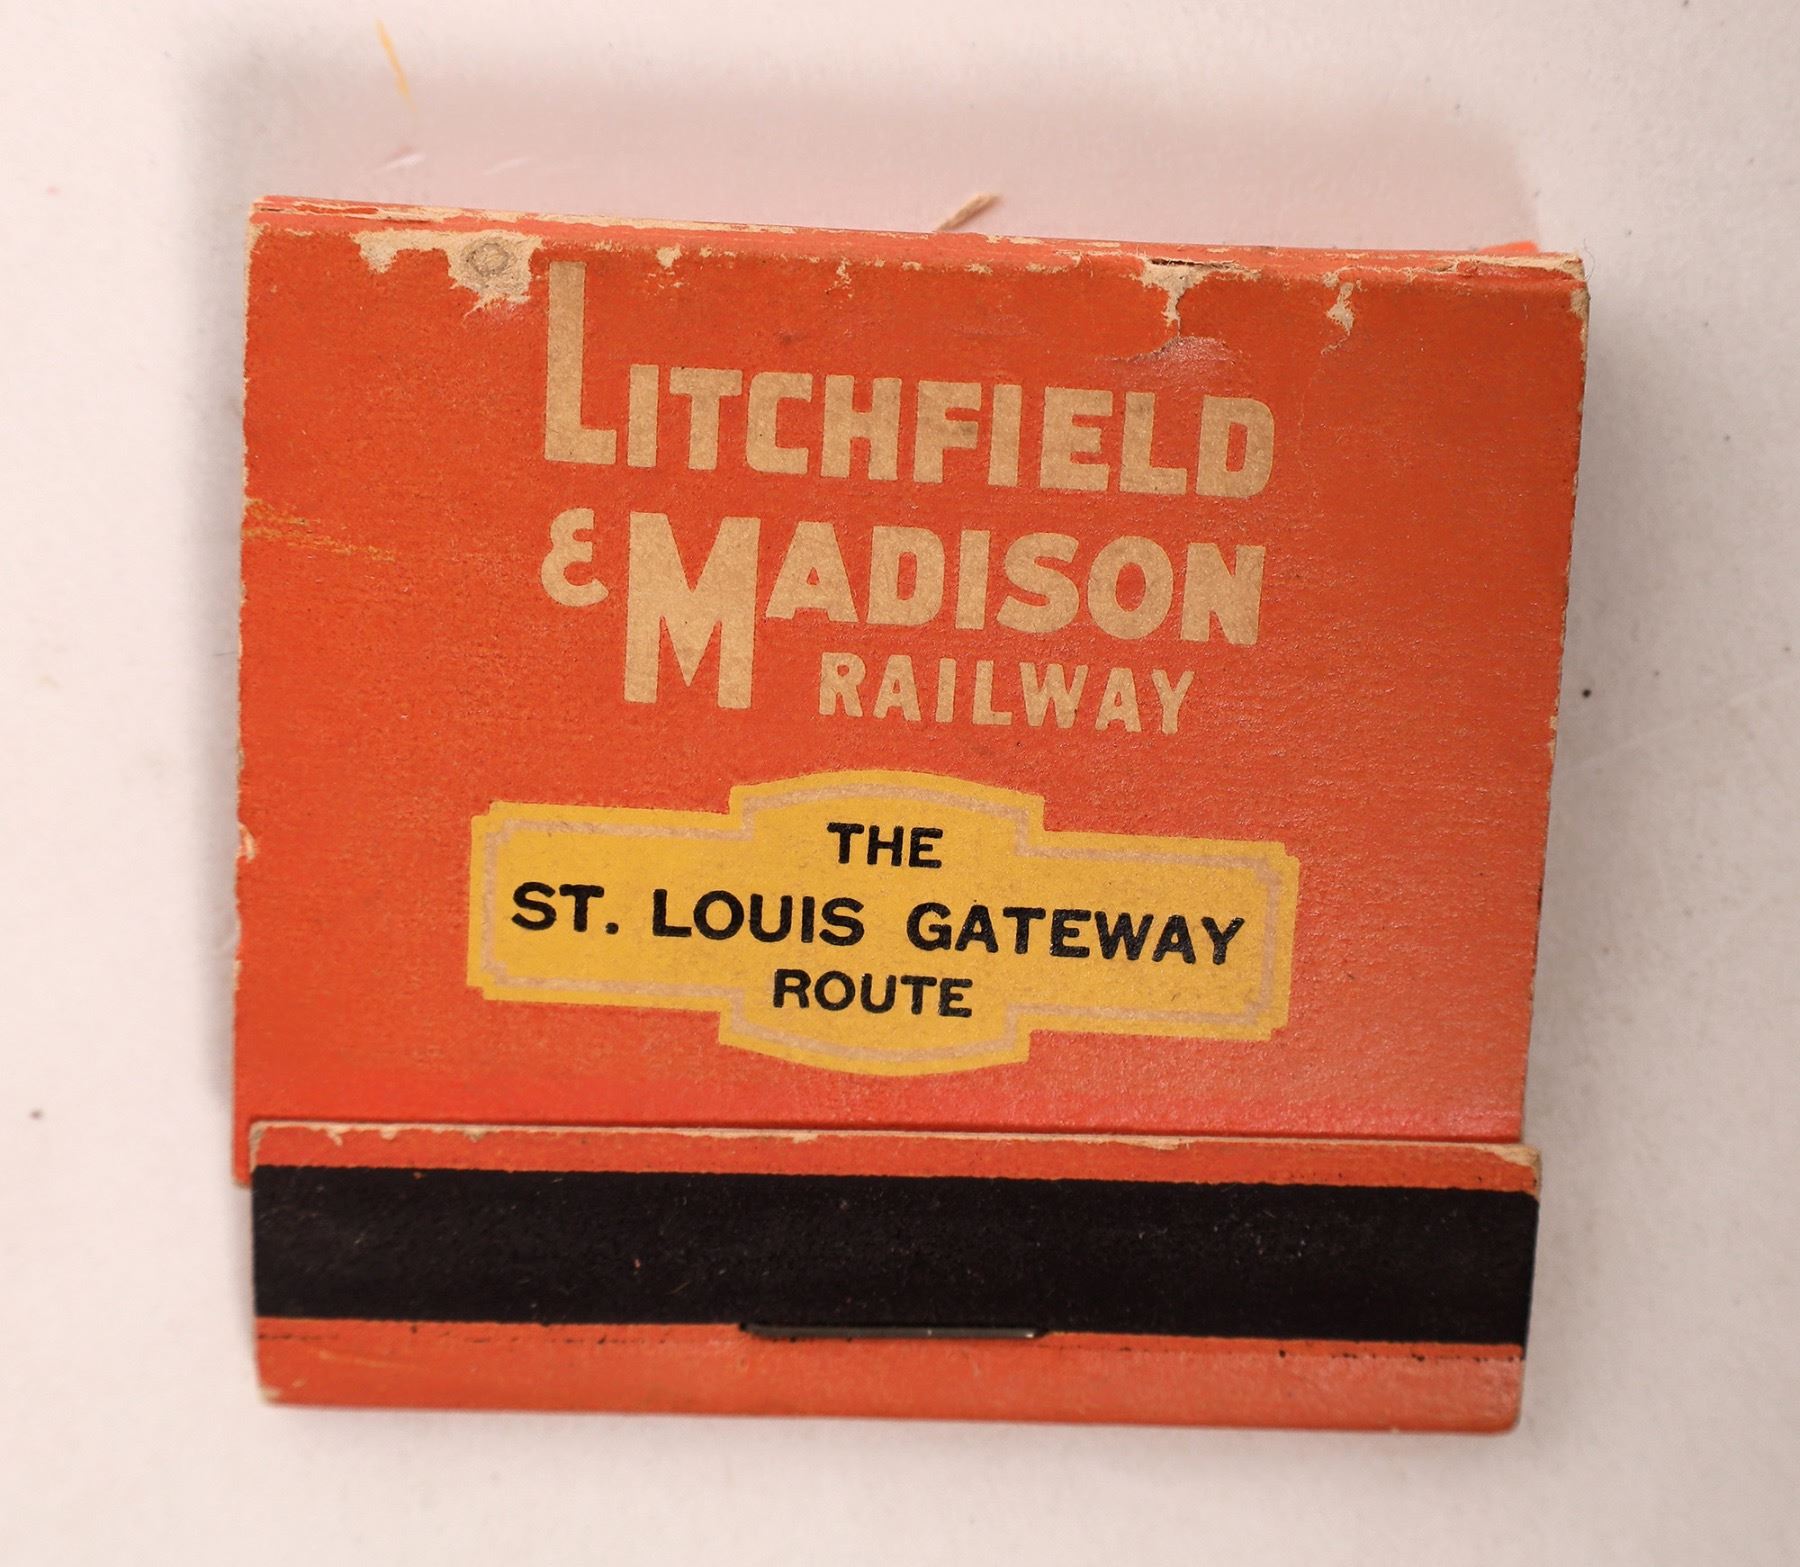 LITCHFIELD
& MADISON
RAILWAY
THE
ST. LOUIS GATEWAY
ROUTE